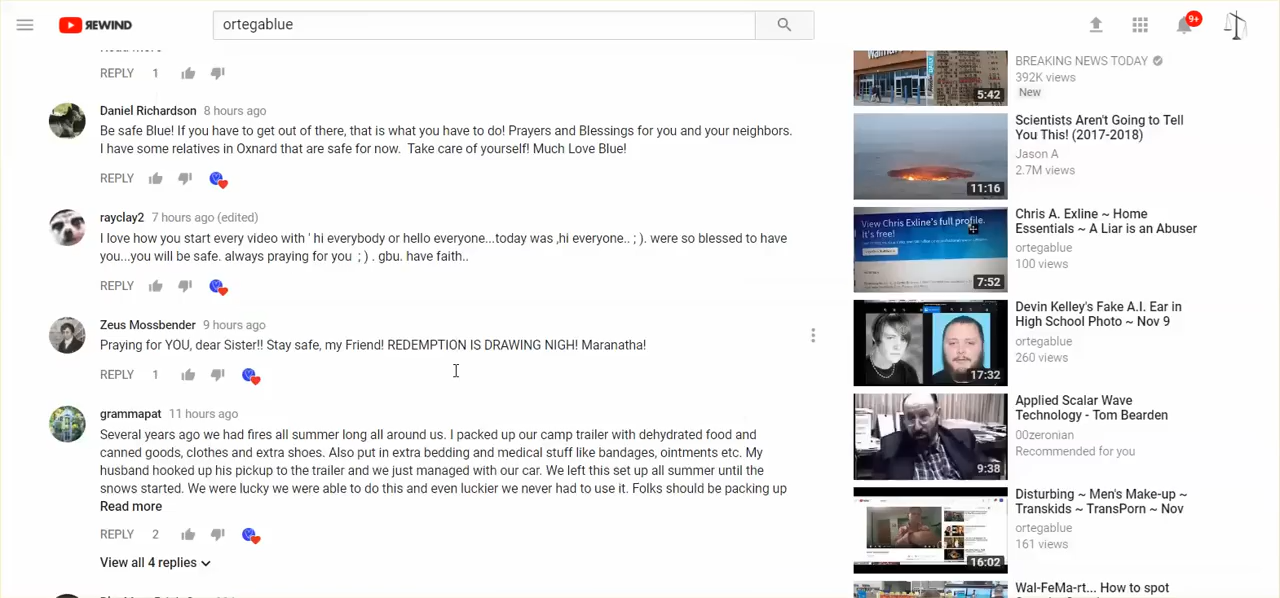 REWIND
ortegablue
9+
REPLY 1
Daniel Richardson 8 hours ago
Be safe Blue! If you have to get out of there, that is what you have to do! Prayers and Blessings for you and your neighbors.
I have some relatives in Oxnard that are safe for now. Take care of yourself! Much Love Blue!
REPLY
rayclay2 7 hours ago (edited)
I love how you start every video with ' hi everybody or hello everyone...today was ,hi everyone.. ; ). were so blessed to have
you...you will be safe. always praying for you ; ) . gbu. have faith..
REPLY
Zeus Mossbender 9 hours ago
Praying for YOU, dear Sister!! Stay safe, my Friend! REDEMPTION IS DRAWING NIGH! Maranatha!
REPLY 1
grammapat 11 hours ago
Several years ago we had fires all summer long all around us. I packed up our camp trailer with dehydrated food and
canned goods, clothes and extra shoes. Also put in extra bedding and medical stuff like bandages, ointments etc. My
husband hooked up his pickup to the trailer and we just managed with our car. We left this set up all summer until the
snows started. We were lucky we were able to do this and even luckier we never had to use it. Folks should be packing up
Read more
REPLY 2
View all 4 replies
5:42
BREAKING NEWS TODAY
392K views
New
11:16
Scientists Aren't Going to Tell
You This! (2017-2018)
Jason A
2.7M views
View Chris A. Exline's full profile.
It's free!
7:52
Chris A. Exline ~ Home
Essentials ~ A Liar is an Abuser
ortegablue
100 views
17:32
Devin Kelley's Fake A.I. Ear in
High School Photo ~ Nov 9
ortegablue
260 views
9:38
Applied Scalar Wave
Technology - Tom Bearden
00zeronian
Recommended for you
16:02
Disturbing ~ Men's Make-up ~
Transkids ~ TransPorn ~ Nov
ortegablue
161 views
Wal-FeMa-rt... How to spot